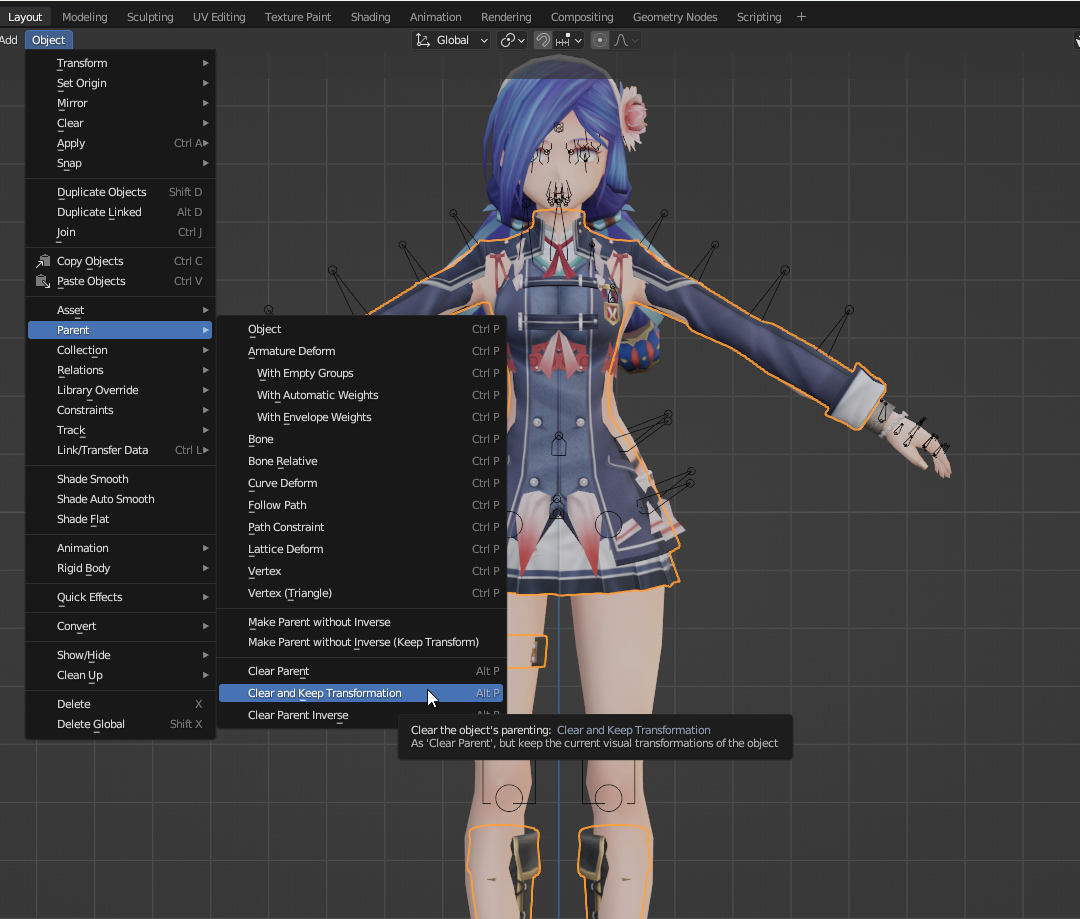 Layout Modeling Sculpting UV Editing Texture Paint Shading Animation Rendering Compositing Geometry Nodes Scripting +
Add Object Global
Transform
Set Origin
Mirror
Clear
Apply Ctrl A
Snap
Duplicate Objects Shift D
Duplicate Linked Alt D
Join Ctrl J
Copy Objects Ctrl C
Paste Objects Ctrl V
Asset
Parent
Collection
Relations
Library Override
Constraints
Track
Link/Transfer Data Ctrl L
Shade Smooth
Shade Auto Smooth
Shade Flat
Animation
Rigid Body
Quick Effects
Convert
Show/Hide
Clean Up
Delete X
Delete Global Shift X
Object Ctrl P
Armature Deform Ctrl P
With Empty Groups Ctrl P
With Automatic Weights Ctrl P
With Envelope Weights Ctrl P
Bone Ctrl P
Bone Relative Ctrl P
Curve Deform Ctrl P
Follow Path Ctrl P
Path Constraint Ctrl P
Lattice Deform Ctrl P
Vertex Ctrl P
Vertex (Triangle) Ctrl P
Make Parent without Inverse
Make Parent without Inverse (Keep Transform)
Clear Parent Alt P
Clear and Keep Transformation Alt P
Clear Parent Inverse Alt P
Clear the object's parenting: Clear and Keep Transformation
As 'Clear Parent', but keep the current visual transformations of the object